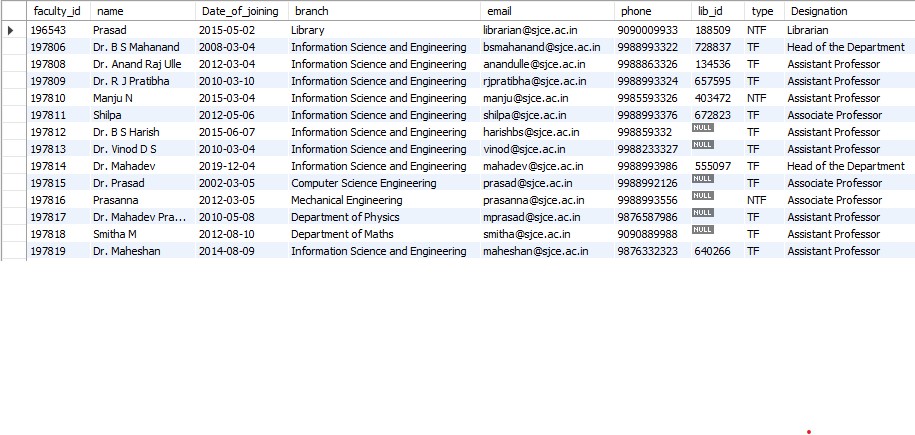 faculty_id name Date_of_joining branch email phone lib_id type Designation
196543 Prasad 2015-05-02 Library librarian@sjce.ac.in 9090009933 188509 NTF Librarian
197806 Dr. B S Mahanand 2008-03-04 Information Science and Engineering bsmahanand@sjce.ac.in 9988993322 728837 TF Head of the Department
197808 Dr. Anand Raj Ulle 2012-03-04 Information Science and Engineering anandulle@sjce.ac.in 9988863326 134536 TF Assistant Professor
197809 Dr. R J Pratibha 2010-03-10 Information Science and Engineering rjpratibha@sjce.ac.in 9988993324 657595 TF Assistant Professor
197810 Manju N 2015-03-04 Information Science and Engineering manju@sjce.ac.in 9985593326 403472 NTF Assistant Professor
197811 Shilpa 2012-05-06 Information Science and Engineering shilpa@sjce.ac.in 9988993376 672823 TF Associate Professor
197812 Dr. B S Harish 2015-06-07 Information Science and Engineering harishbs@sjce.ac.in 998859332 NULL TF Assistant Professor
197813 Dr. Vinod D S 2010-03-04 Information Science and Engineering vinod@sjce.ac.in 9988233327 NULL TF Assistant Professor
197814 Dr. Mahadev 2019-12-04 Information Science and Engineering mahadev@sjce.ac.in 9988993986 555097 TF Head of the Department
197815 Dr. Prasad 2002-03-05 Computer Science Engineering prasad@sjce.ac.in 9988992126 NULL TF Associate Professor
197816 Prasanna 2012-03-05 Mechanical Engineering prasanna@sjce.ac.in 9988993556 NULL NTF Associate Professor
197817 Dr. Mahadev Pra... 2010-05-08 Department of Physics mprasad@sjce.ac.in 9876587986 NULL TF Assistant Professor
197818 Smitha M 2012-08-10 Department of Maths smitha@sjce.ac.in 9090889988 NULL TF Assistant Professor
197819 Dr. Maheshan 2014-08-09 Information Science and Engineering maheshan@sjce.ac.in 9876332323 640266 TF Assistant Professor